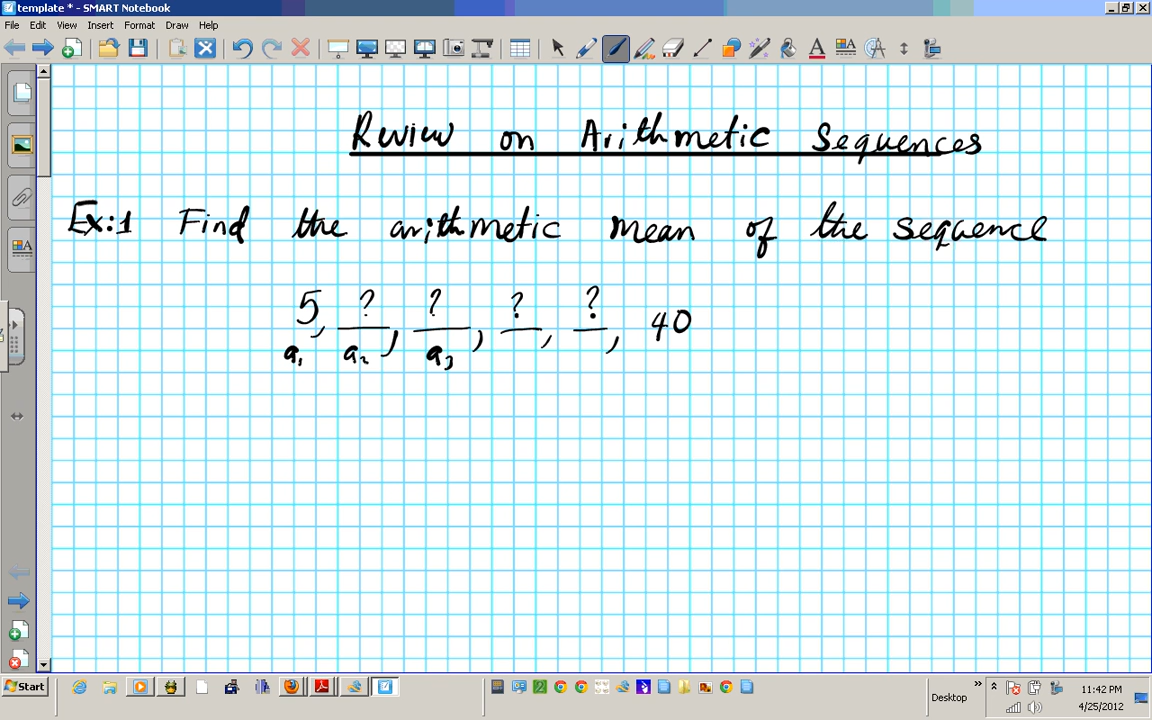 template * - SMART Notebook
File Edit View Insert Format Draw Help
Review on Arithmetic Sequences
Ex:1 Find the arithmetic mean of the sequence
5, ?, ?, ?, ?, 40
a₁ a₂ a₃
Start
Desktop
»
11:42 PM
4/25/2012